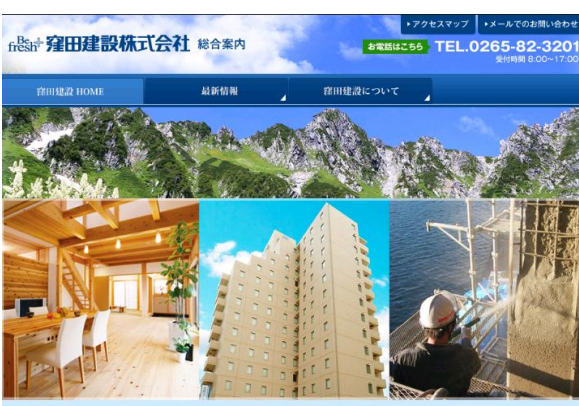 ▸アクセスマップ ▸メールでのお問い合わせ
Be fresh+ 窪田建設株式会社 総合案内
お電話はこちら TEL.0265-82-3201
受付時間 8:00~17:00
窪田建設 HOME 最新情報 窪田建設について